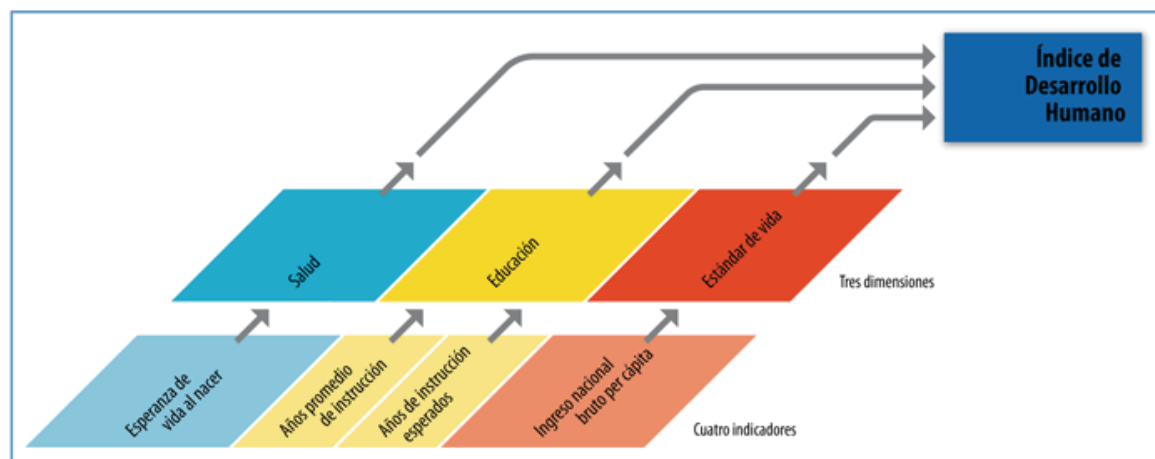 Índice de
Desarrollo
Humano
Salud
Educación
Estándar de vida
Tres dimensiones
Esperanza de
vida al nacer
Años promedio
de instrucción
Años de instrucción
esperados
Ingreso nacional
bruto per cápita
Cuatro indicadores